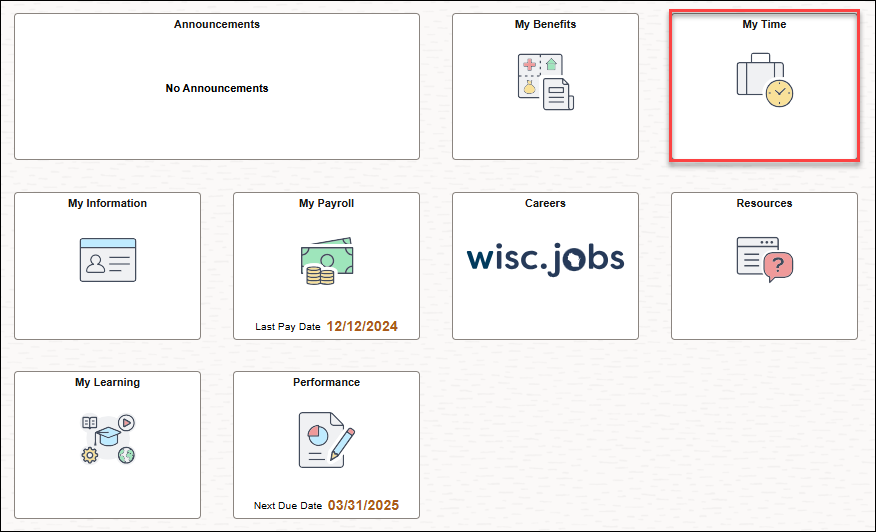 Announcements
No Announcements
My Benefits
My Time
My Information
My Payroll
Last Pay Date 12/12/2024
Careers
wisc.jobs
Resources
?
My Learning
Performance
Next Due Date 03/31/2025